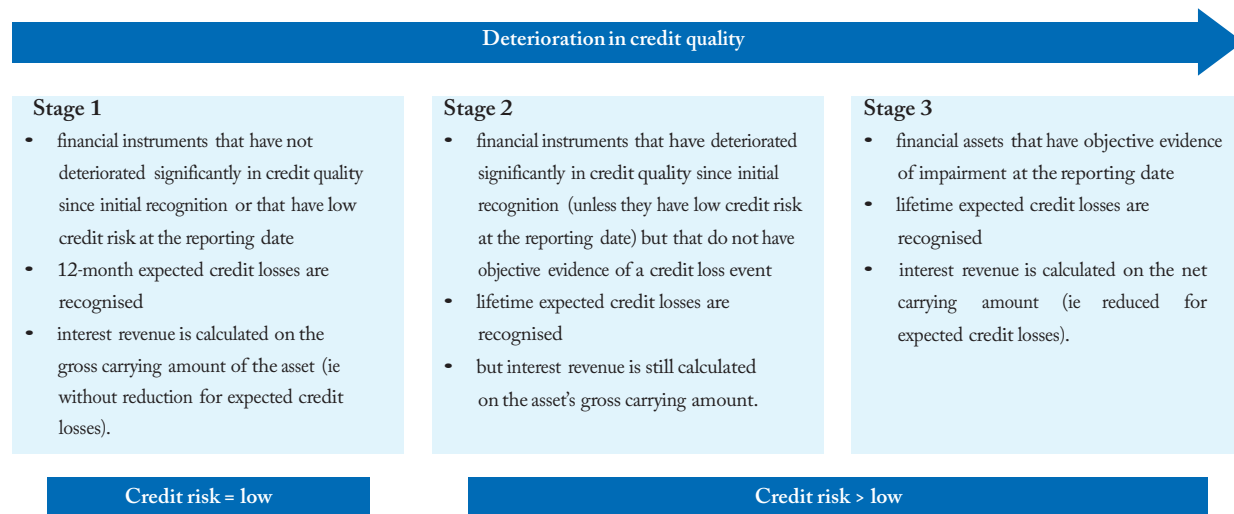 Deterioration in credit quality
Stage 1
• financial instruments that have not
deteriorated significantly in credit quality
since initial recognition or that have low
credit risk at the reporting date
• 12-month expected credit losses are
recognised
• interest revenue is calculated on the
gross carrying amount of the asset (ie
without reduction for expected credit
losses).
Stage 2
• financial instruments that have deteriorated
significantly in credit quality since initial
recognition (unless they have low credit risk
at the reporting date) but that do not have
objective evidence of a credit loss event
• lifetime expected credit losses are
recognised
• but interest revenue is still calculated
on the asset’s gross carrying amount.
Stage 3
• financial assets that have objective evidence
of impairment at the reporting date
• lifetime expected credit losses are
recognised
• interest revenue is calculated on the net
carrying amount (ie reduced for
expected credit losses).
Credit risk = low
Credit risk > low